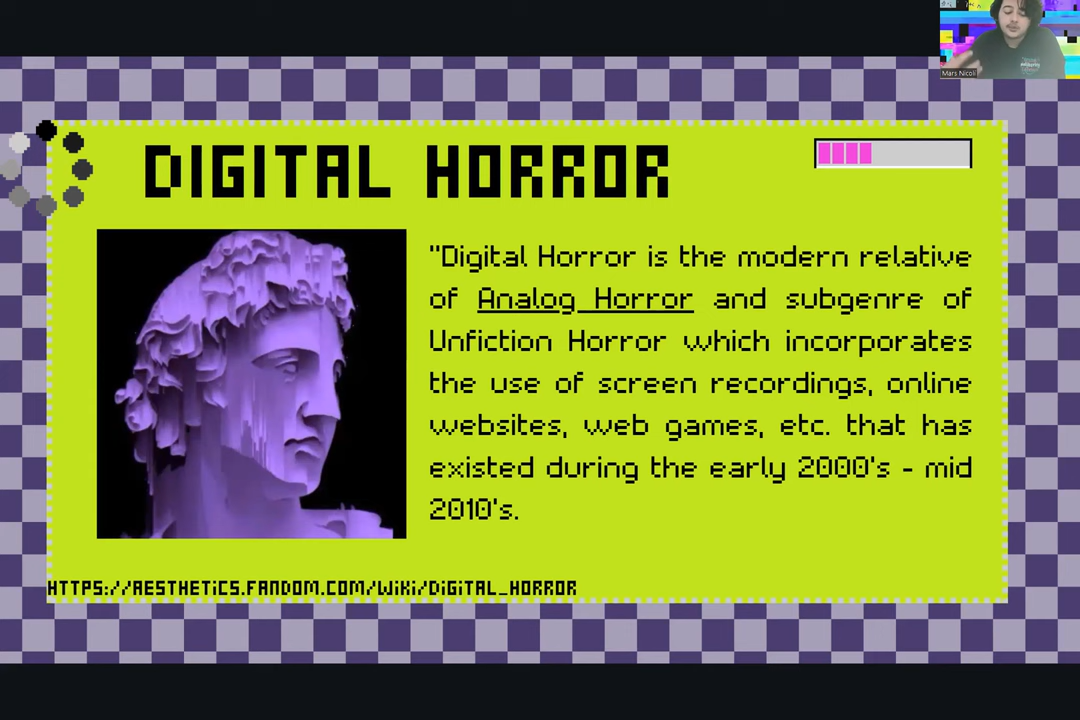 Mars Nicoli
DIGITAL HORROR
"Digital Horror is the modern relative
of Analog Horror and subgenre of
Unfiction Horror which incorporates
the use of screen recordings, online
websites, web games, etc. that has
existed during the early 2000's - mid
2010's.
HTTPS://AESTHETiCS.FANDOM.COM/WiKi/DiGiTAL_HORROR